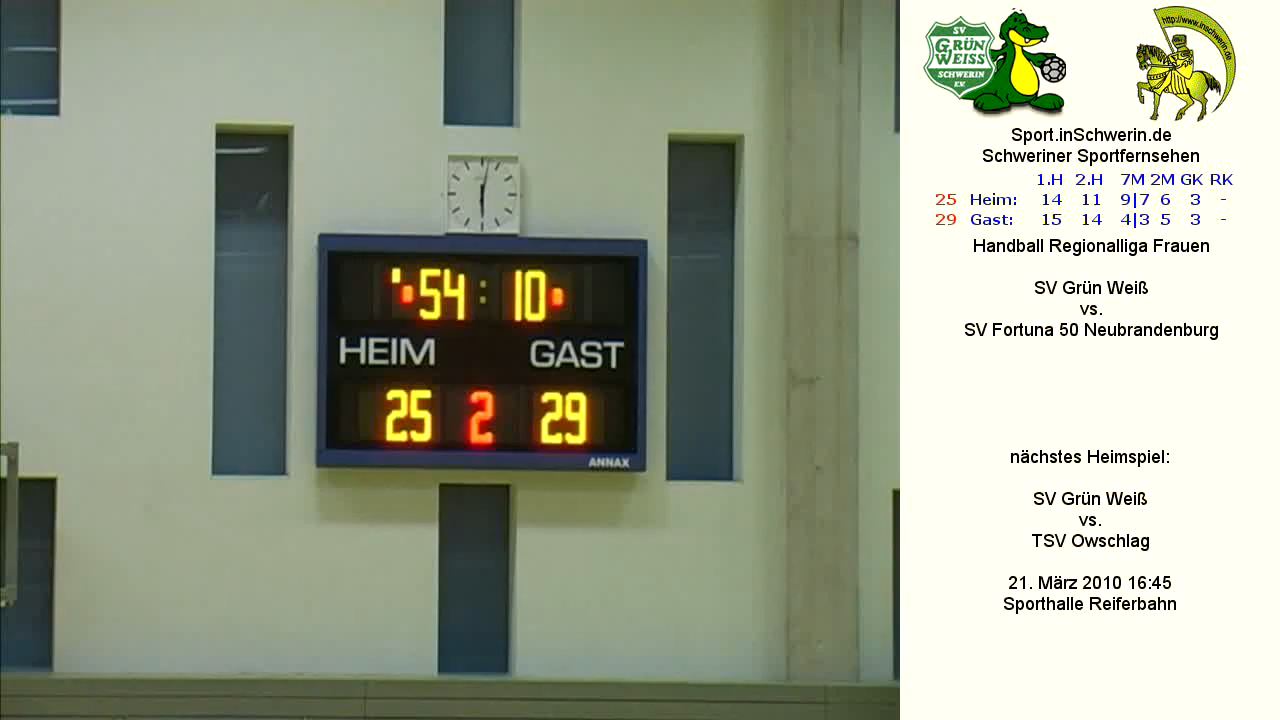 54 : 10
HEIM GAST
25 2 29
ANNAX
SV
GRÜN
WEISS
SCHWERIN
E.V.
http://www.inschwerin.de
Sport.inSchwerin.de
Schweriner Sportfernsehen
1.H 2.H 7M 2M GK RK
25 Heim: 14 11 9|7 6 3 -
29 Gast: 15 14 4|3 5 3 -
Handball Regionalliga Frauen
SV Grün Weiß
vs.
SV Fortuna 50 Neubrandenburg
nächstes Heimspiel:
SV Grün Weiß
vs.
TSV Owschlag
21. März 2010 16:45
Sporthalle Reiferbahn